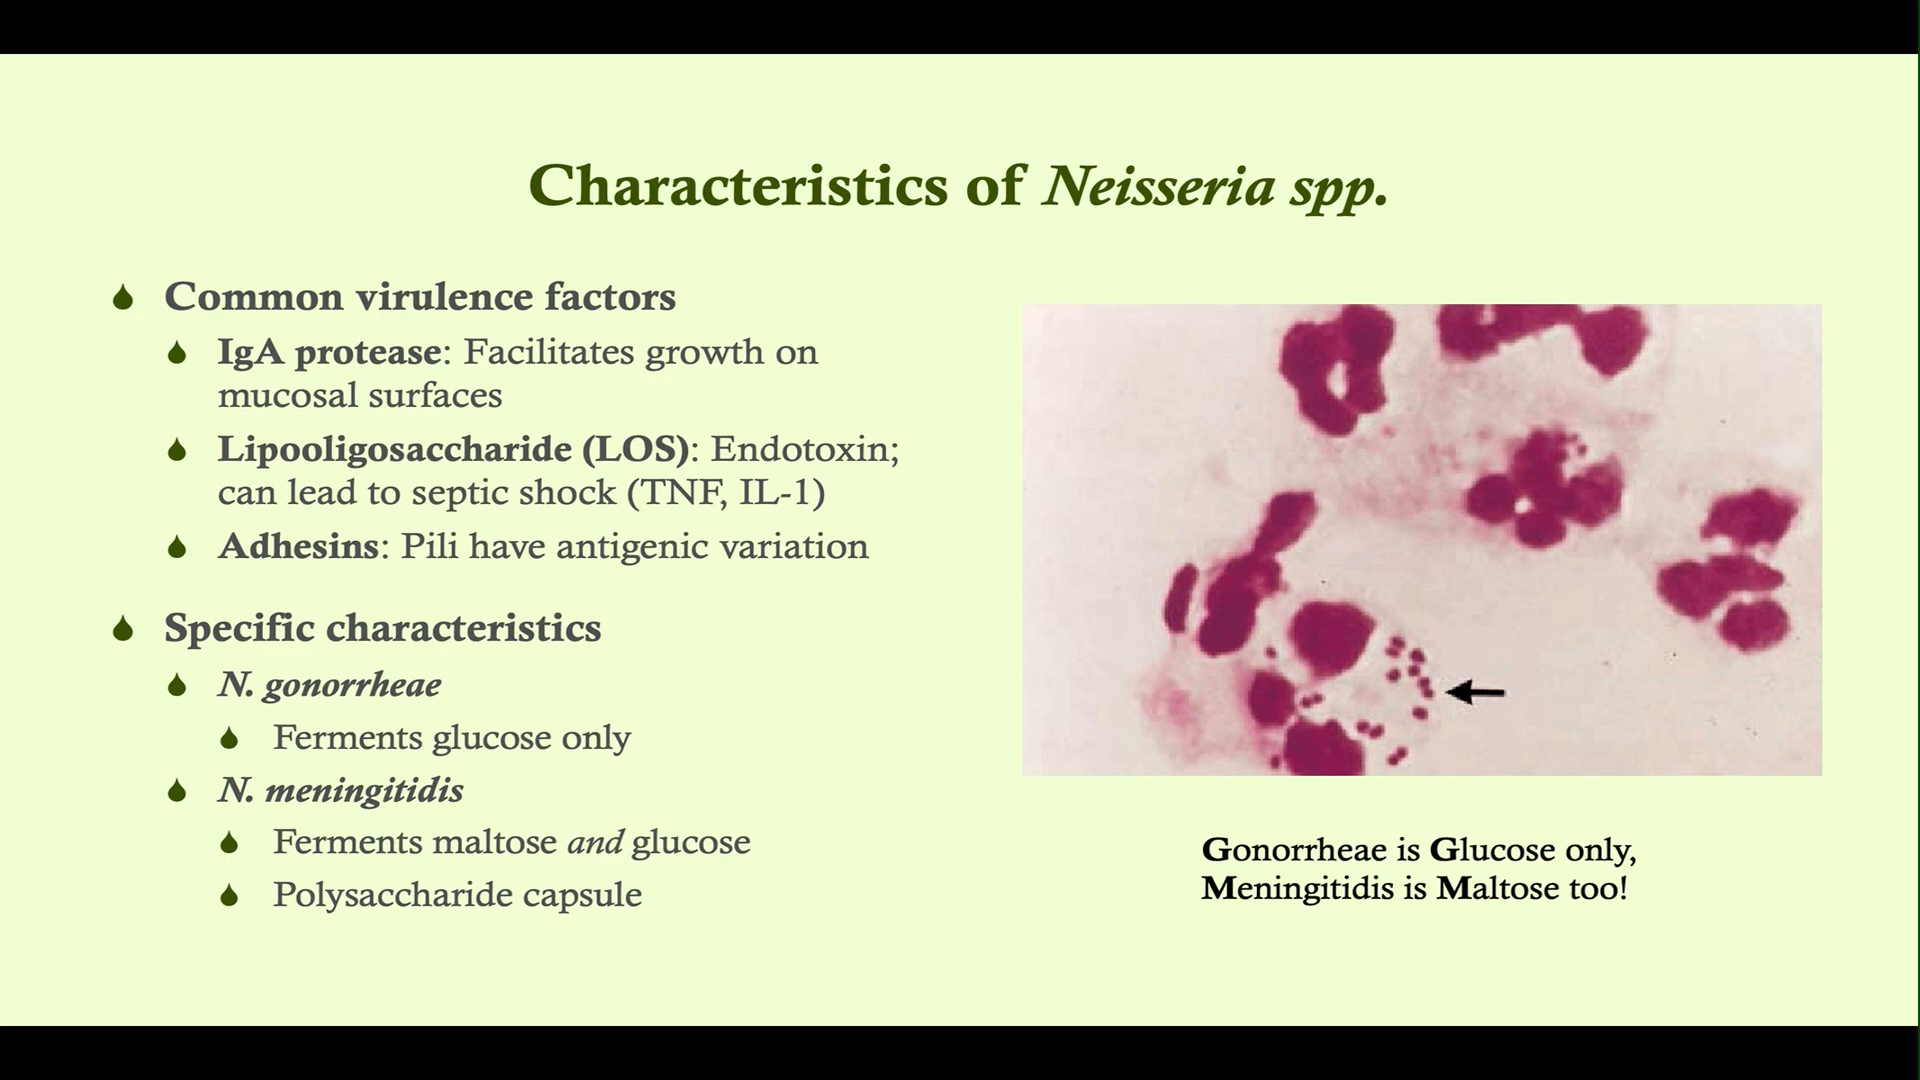 Characteristics of Neisseria spp.
Common virulence factors
IgA protease: Facilitates growth on
mucosal surfaces
Lipooligosaccharide (LOS): Endotoxin;
can lead to septic shock (TNF, IL-1)
Adhesins: Pili have antigenic variation
Specific characteristics
N. gonorrheae
Ferments glucose only
N. meningitidis
Ferments maltose and glucose
Polysaccharide capsule
Gonorrheae is Glucose only,
Meningitidis is Maltose too!